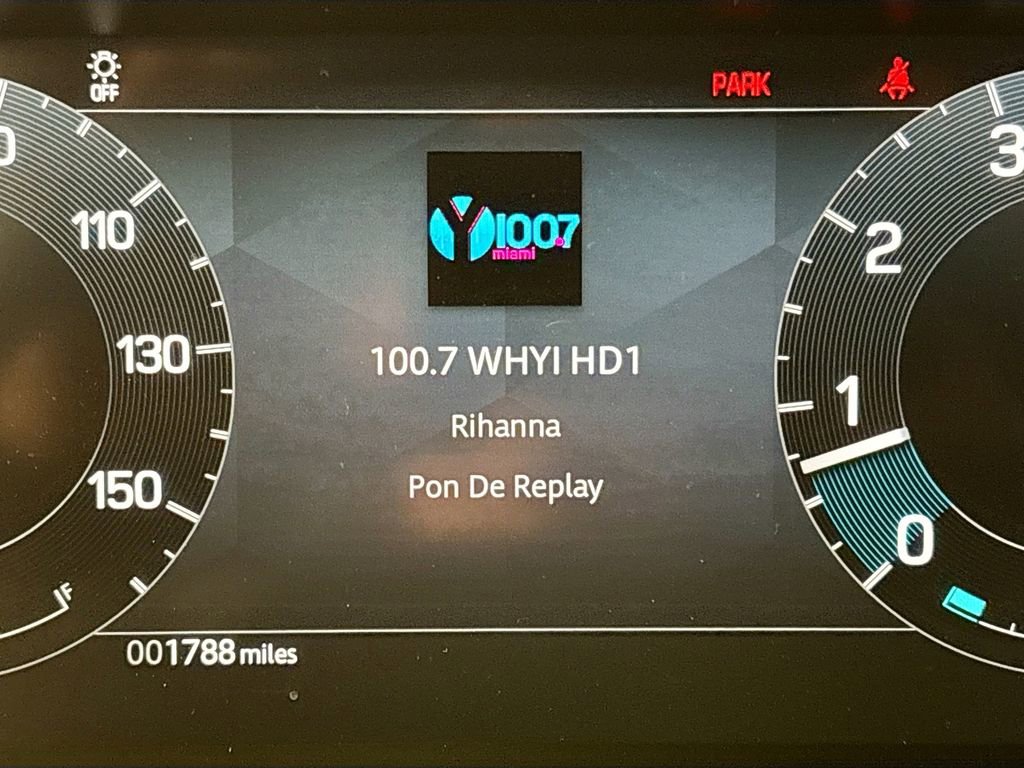 OFF
PARK
0
110
130
150
F
Y100.7
miami
100.7 WHYI HD1
Rihanna
Pon De Replay
3
2
1
0
001788 miles